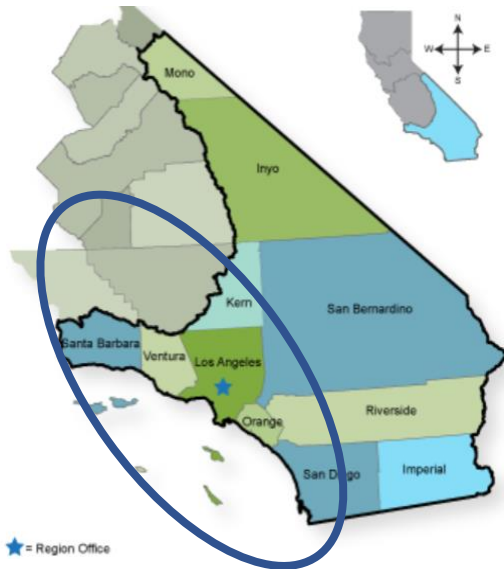 N
W
E
S
Mono
Inyo
Kern
San Bernardino
Santa Barbara
Ventura
Los Angeles
Orange
Riverside
San Diego
Imperial
= Region Office